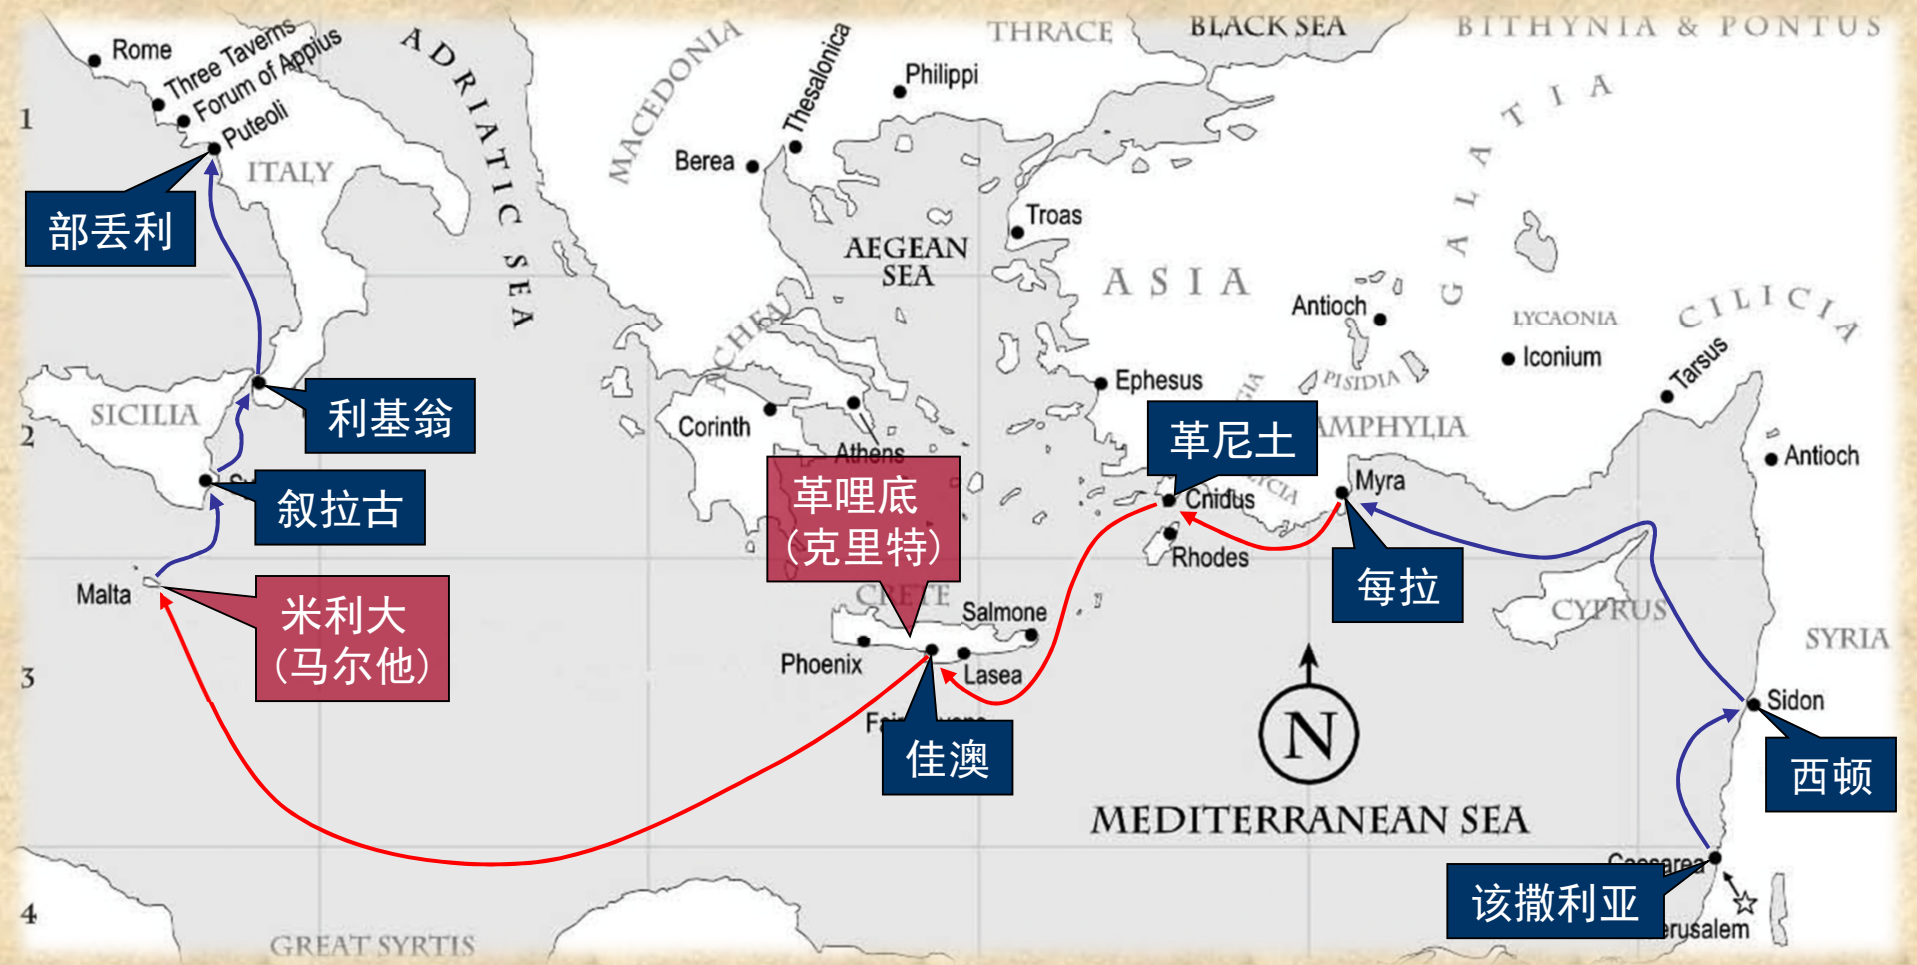 Rome
Three Taverns
Forum of Appius
Puteoli
ITALY
ADRIATIC SEA
MACEDONIA
Thesalonica
Berea
Philippi
THRACE
BLACK SEA
BITHYNIA & PONTUS
GALATIA
1
部丢利
Troas
AEGEAN
SEA
ASIA
Antioch
LYCAONIA
Iconium
CILICIA
Tarsus
PISIDIA
ACHEA
Ephesus
SICILIA
利基翁
2
Corinth
Athens
革尼土
AMPHYLIA
Antioch
叙拉古
革哩底
(克里特)
Cnidus
Myra
Rhodes
每拉
Malta
米利大
(马尔他)
CRETE
Salmone
CYPRUS
SYRIA
Phoenix
Lasea
3
Sidon
佳澳
N
西顿
MEDITERRANEAN SEA
Caesarea
该撒利亚
erusalem
4
GREAT SYRTIS